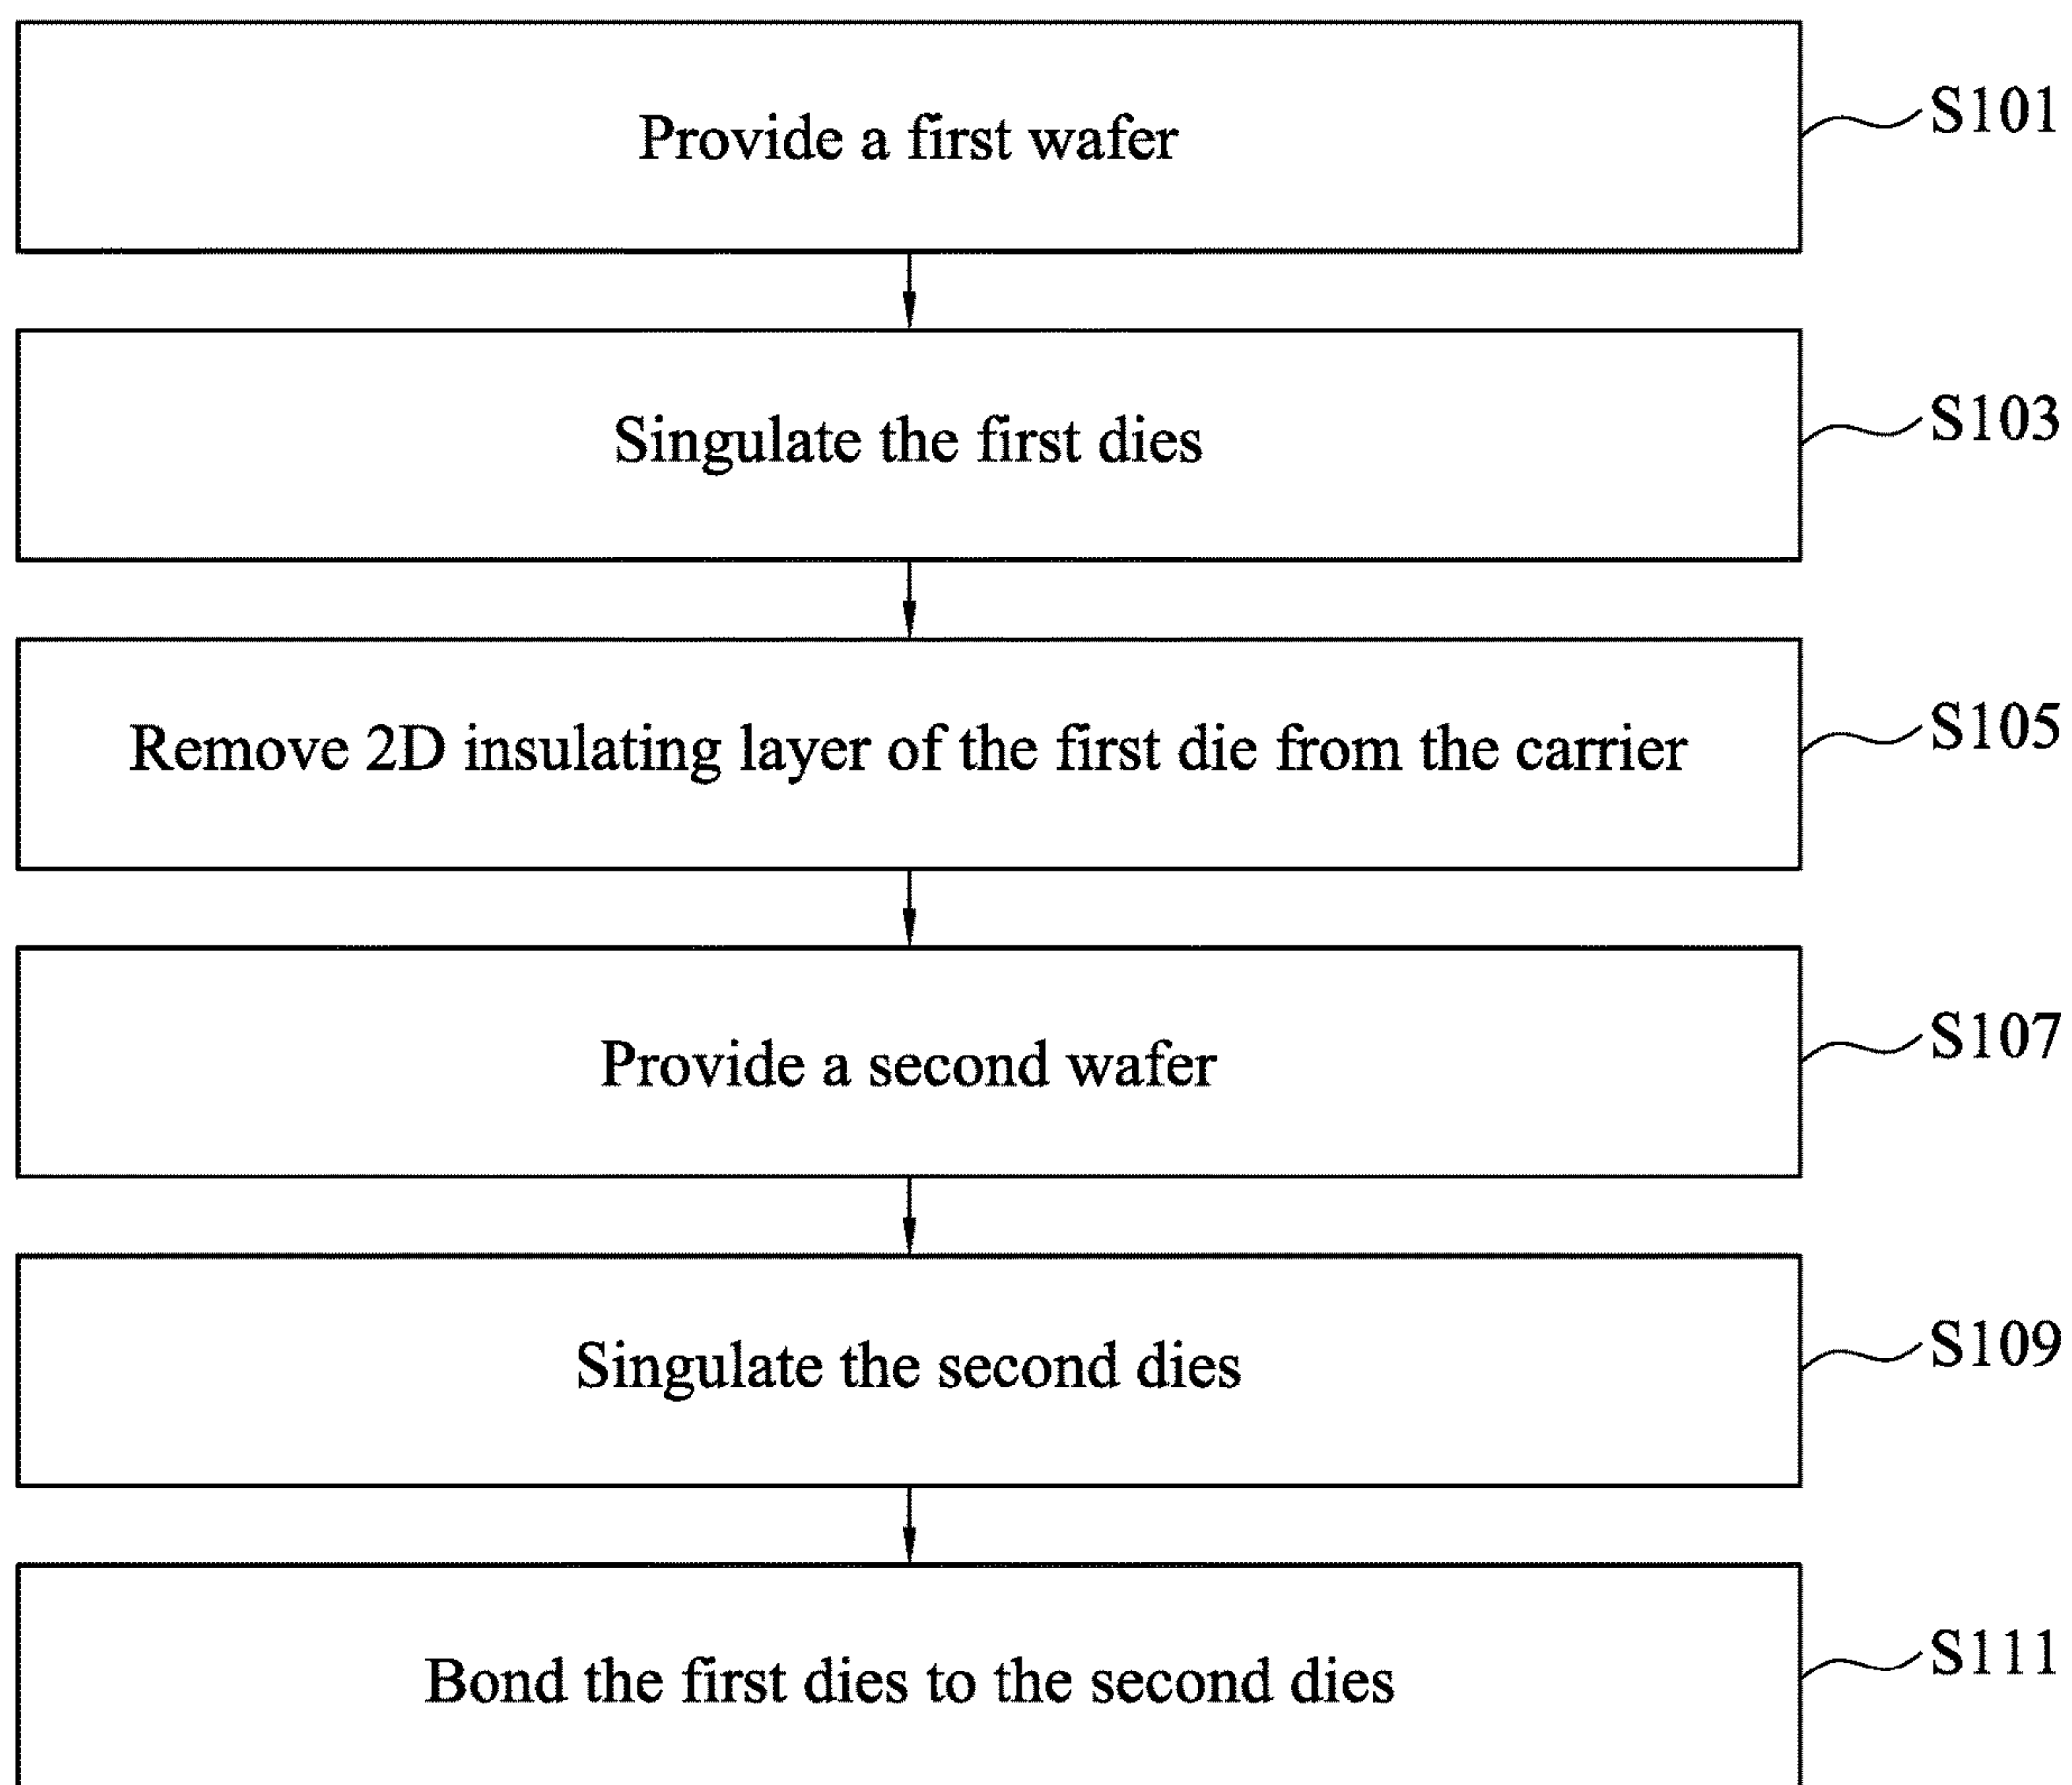 Provide a first wafer
S101
Singulate the first dies
S103
Remove 2D insulating layer of the first die from the carrier
S105
Provide a second wafer
S107
Singulate the second dies
S109
Bond the first dies to the second dies
S111